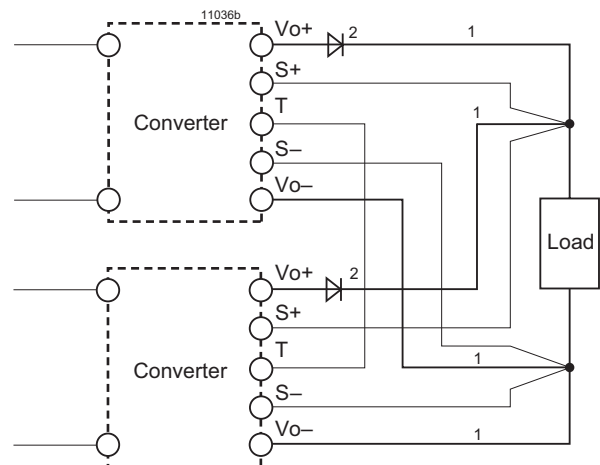 11036b
Vo+
2
1
S+
T
1
Converter
S–
Vo–
Load
Vo+
2
S+
T
1
Converter
S–
1
Vo–